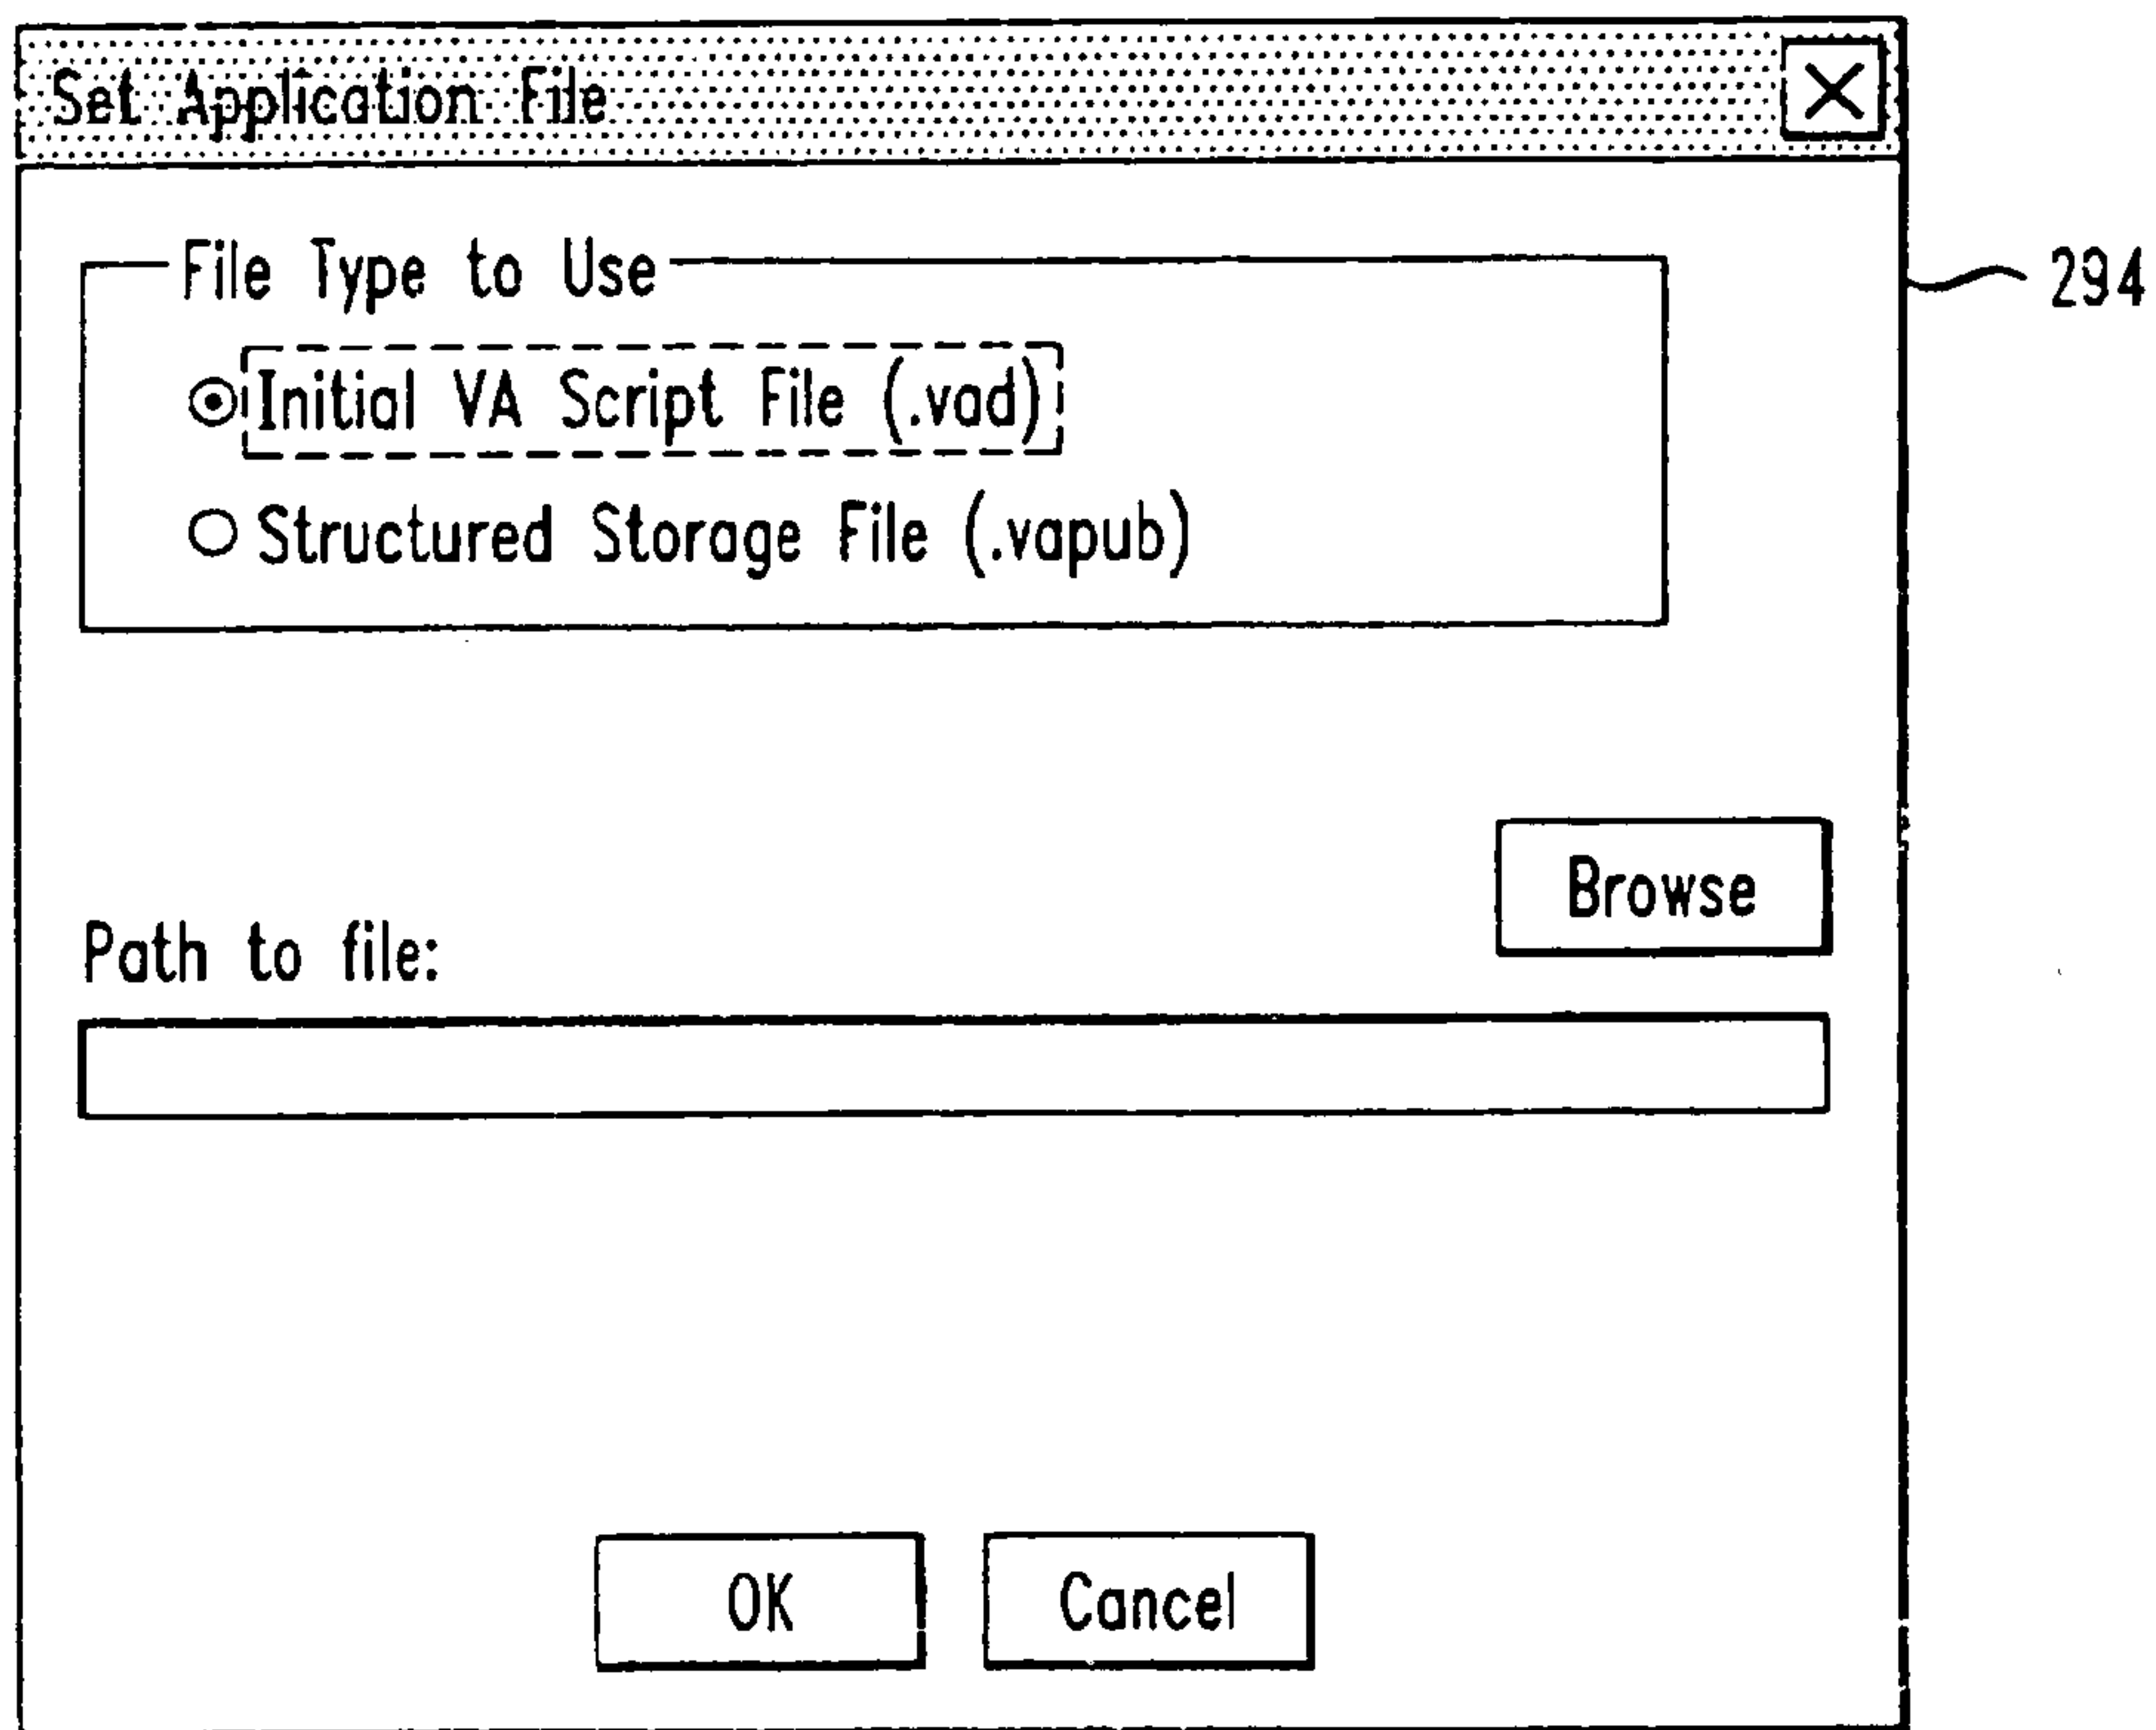 Set Application File
File Type to Use
294
Initial VA Script File (.vad)
Structured Storage File (.vapub)
Browse
Path to file:
OK
Cancel